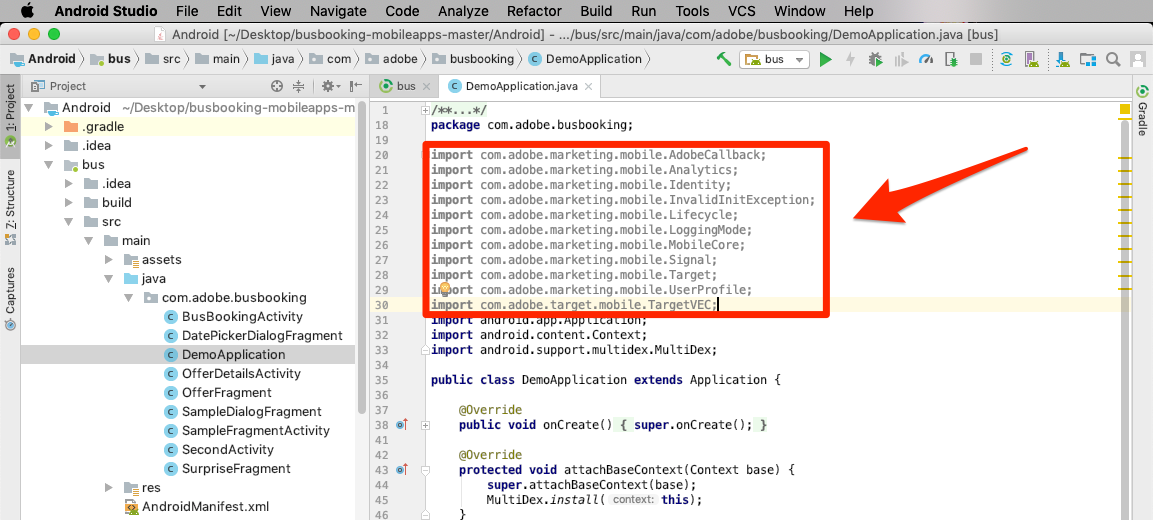 Android Studio File Edit View Navigate Code Analyze Refactor Build Run Tools VCS Window Help
Android [~/Desktop/busbooking-mobileapps-master/Android] - .../bus/src/main/java/com/adobe/busbooking/DemoApplication.java [bus]
Android bus src main java com adobe busbooking DemoApplication bus
Project
bus DemoApplication.java
1: Project
Z: Structure
Captures
Gradle
Android ~/Desktop/busbooking-mobileapps-m
.gradle
.idea
bus
.idea
build
src
main
assets
java
com.adobe.busbooking
BusBookingActivity
DatePickerDialogFragment
DemoApplication
OfferDetailsActivity
OfferFragment
SampleDialogFragment
SampleFragmentActivity
SecondActivity
SurpriseFragment
res
AndroidManifest.xml
1 /**...*/
18 package com.adobe.busbooking;
19
20 import com.adobe.marketing.mobile.AdobeCallback;
21 import com.adobe.marketing.mobile.Analytics;
22 import com.adobe.marketing.mobile.Identity;
23 import com.adobe.marketing.mobile.InvalidInitException;
24 import com.adobe.marketing.mobile.Lifecycle;
25 import com.adobe.marketing.mobile.LoggingMode;
26 import com.adobe.marketing.mobile.MobileCore;
27 import com.adobe.marketing.mobile.Signal;
28 import com.adobe.marketing.mobile.Target;
29 import com.adobe.marketing.mobile.UserProfile;
30 import com.adobe.target.mobile.TargetVEC;
31 import android.app.Application;
32 import android.content.Context;
33 import android.support.multidex.MultiDex;
34
35 public class DemoApplication extends Application {
36
37 @Override
38 public void onCreate() { super.onCreate(); }
41
42 @Override
43 protected void attachBaseContext(Context base) {
44 super.attachBaseContext(base);
45 MultiDex.install( context: this);
46 }